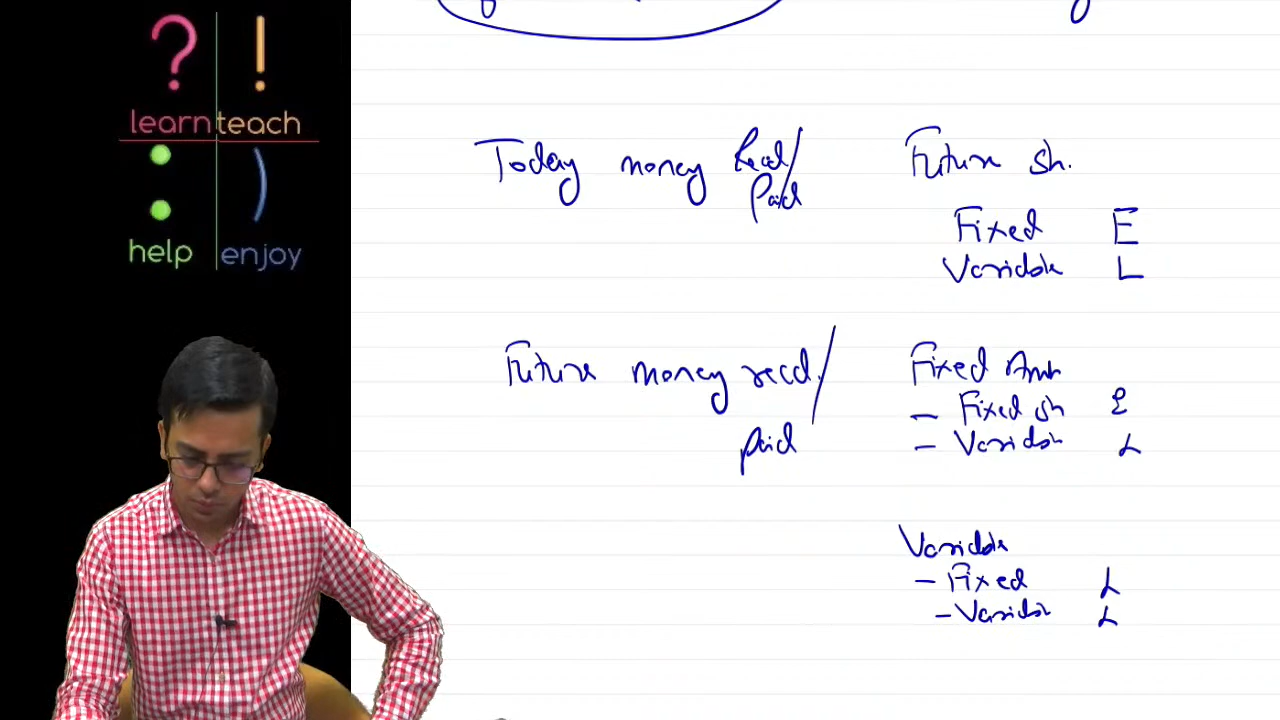 ?
!
learn
teach
:
)
help
enjoy
Today money Recd/
Paid
Future sh.
Fixed E
Variable L
Future money recd./
paid
Fixed Amt
- Fixed sh E
- Variable L
Variable
- Fixed L
- Variable L